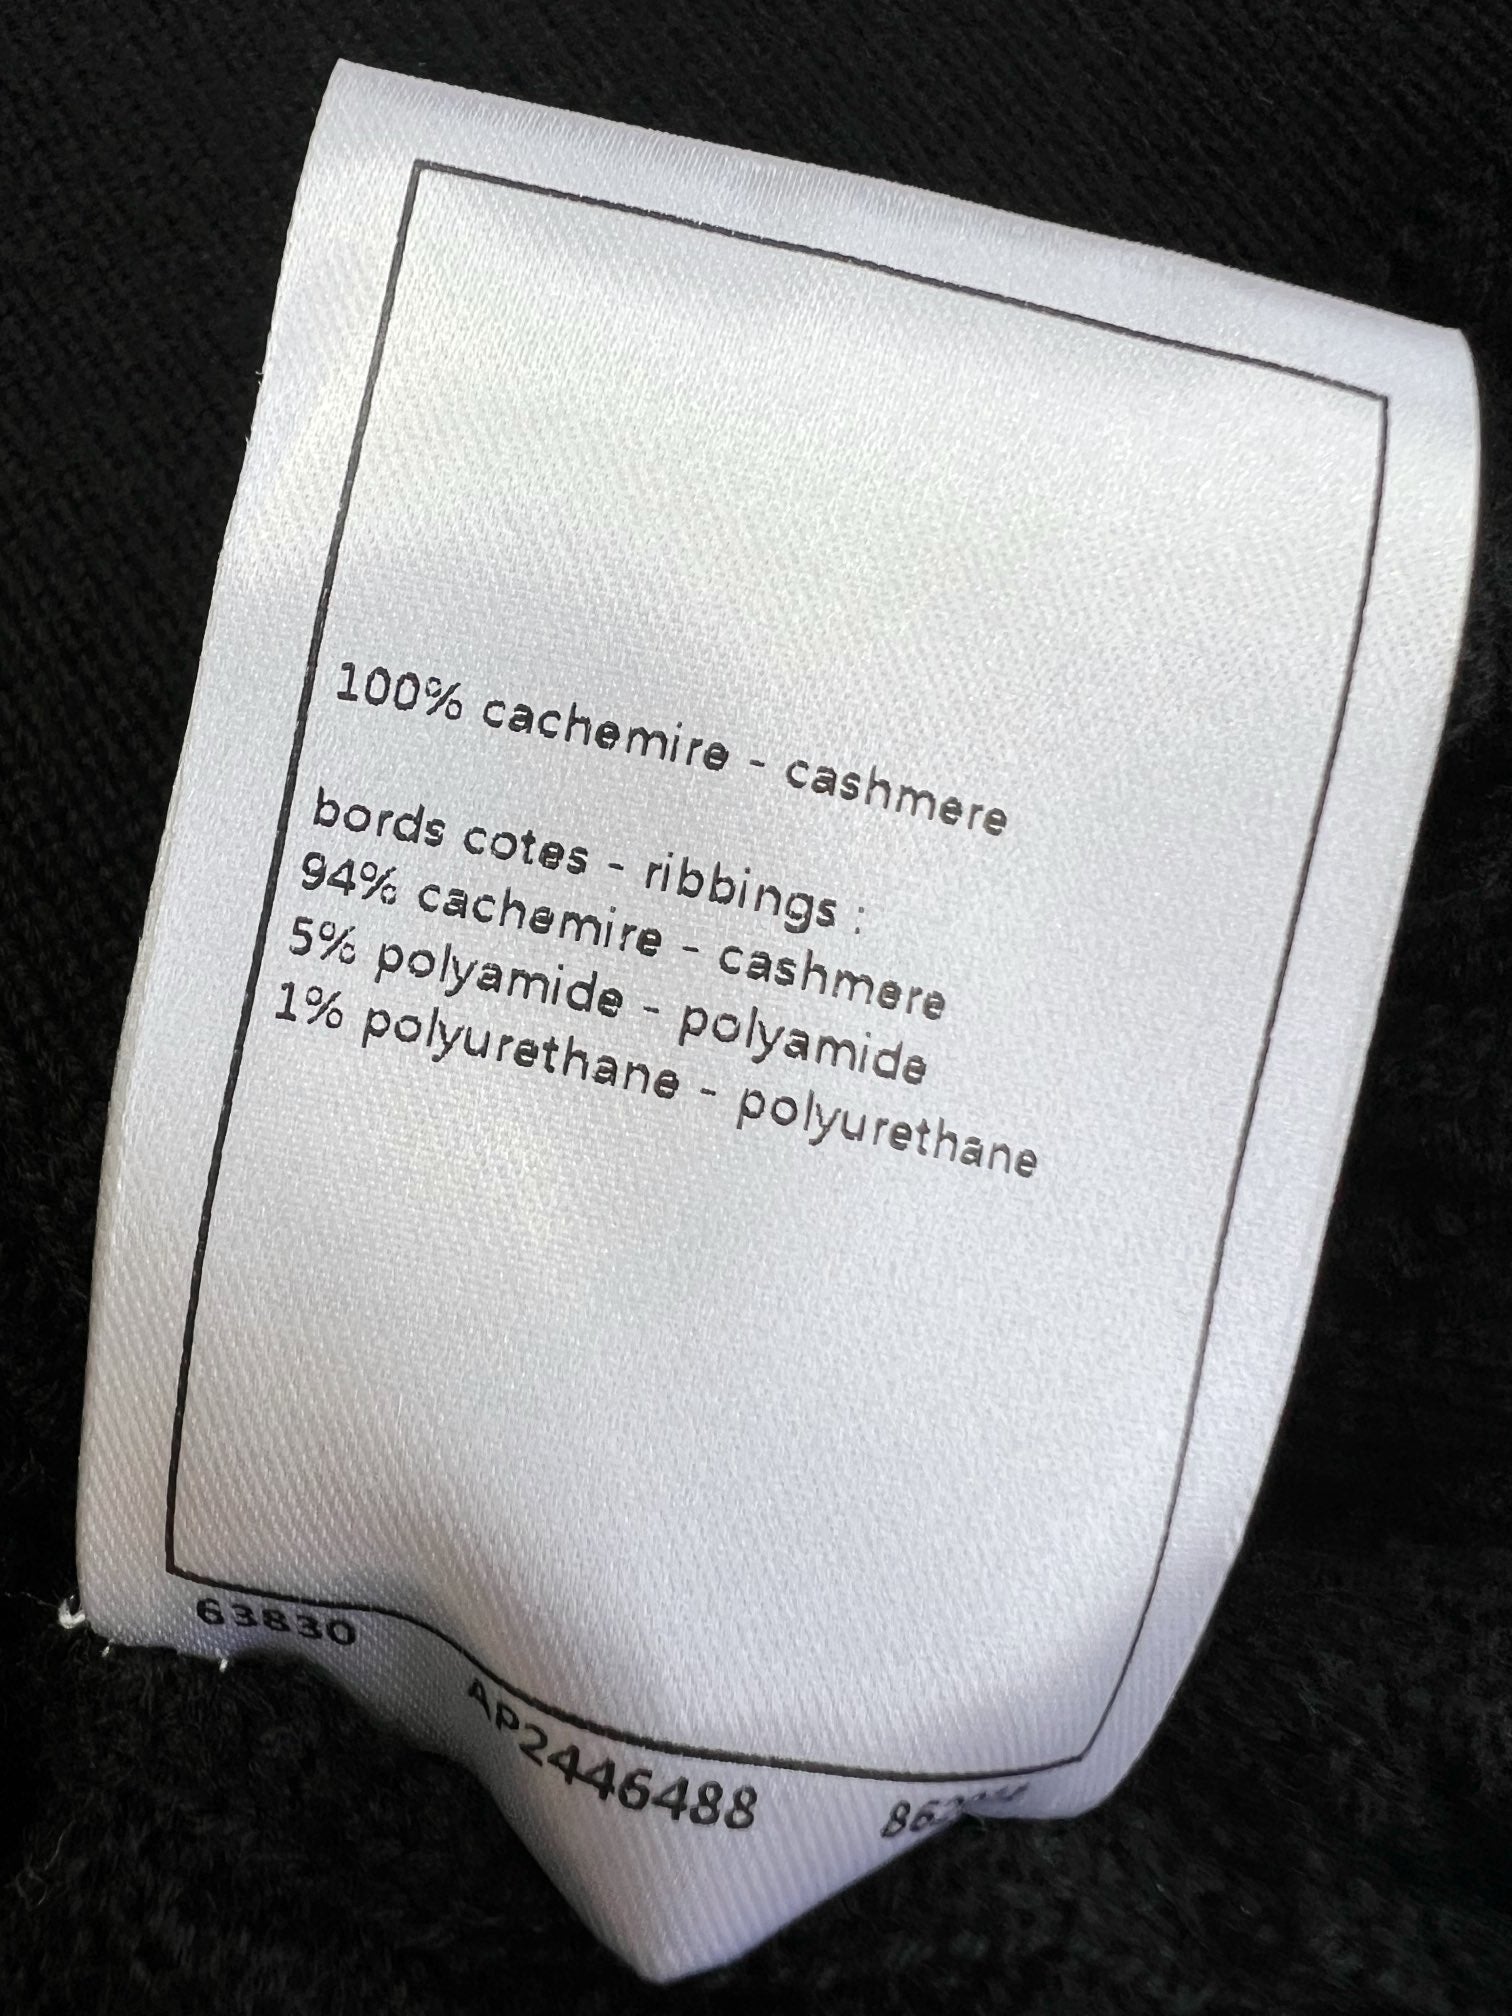 100% cachemire - cashmere
bords cotes - ribbings :
94% cachemire - cashmere
5% polyamide - polyamide
1% polyurethane - polyurethane
63830
AP2446488